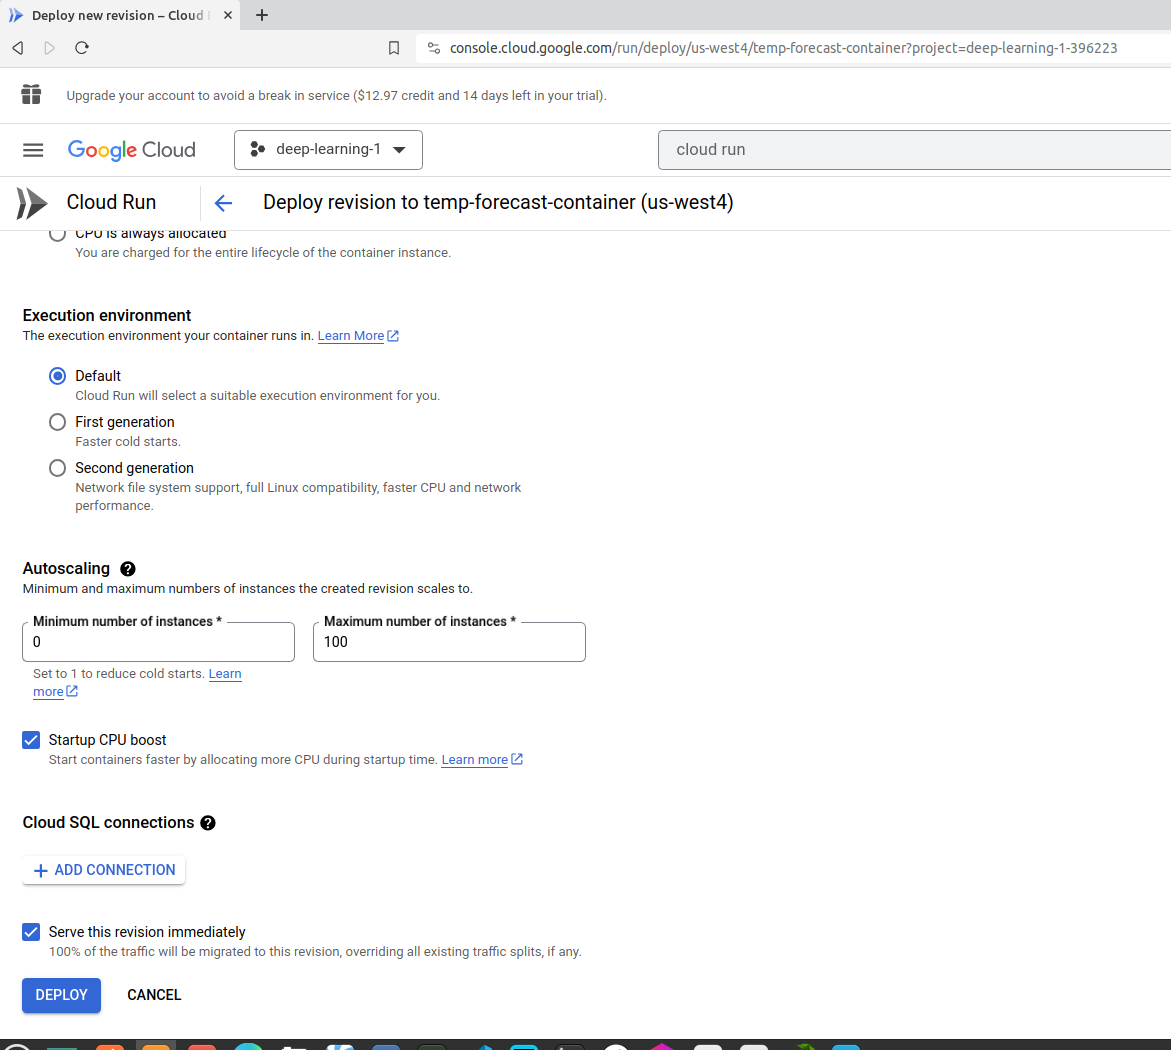 Deploy new revision – Cloud
console.cloud.google.com/run/deploy/us-west4/temp-forecast-container?project=deep-learning-1-396223
Upgrade your account to avoid a break in service ($12.97 credit and 14 days left in your trial).
Google Cloud
deep-learning-1
cloud run
Cloud Run
Deploy revision to temp-forecast-container (us-west4)
CPU is always allocated
You are charged for the entire lifecycle of the container instance.
Execution environment
The execution environment your container runs in. Learn More
Default
Cloud Run will select a suitable execution environment for you.
First generation
Faster cold starts.
Second generation
Network file system support, full Linux compatibility, faster CPU and network
performance.
Autoscaling
Minimum and maximum numbers of instances the created revision scales to.
Minimum number of instances *
0
Maximum number of instances *
100
Set to 1 to reduce cold starts. Learn
more
Startup CPU boost
Start containers faster by allocating more CPU during startup time. Learn more
Cloud SQL connections
ADD CONNECTION
Serve this revision immediately
100% of the traffic will be migrated to this revision, overriding all existing traffic splits, if any.
DEPLOY
CANCEL